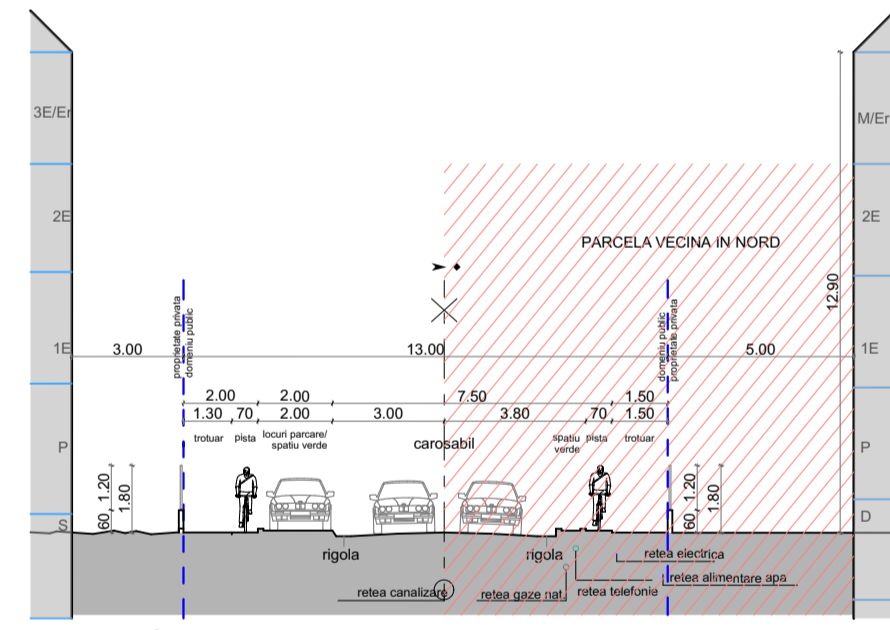 3E/Er
M/Er
2E
2E
PARCELA VECINA IN NORD
12.90
proprietate privata
domeniu public
domeniu public
proprietate privata
1E
3.00
13.00
5.00
1E
2.00
2.00
7.50
1.50
1.30
70
2.00
3.00
3.80
70
1.50
trotuar
pista
locuri parcare/
spatiu verde
carosabil
spatiu
verde
pista
trotuar
P
P
60
1.20
1.80
60
1.20
1.80
S
D
rigola
rigola
retea electrica
retea alimentare apa
retea canalizare
retea gaze nat.
retea telefonie